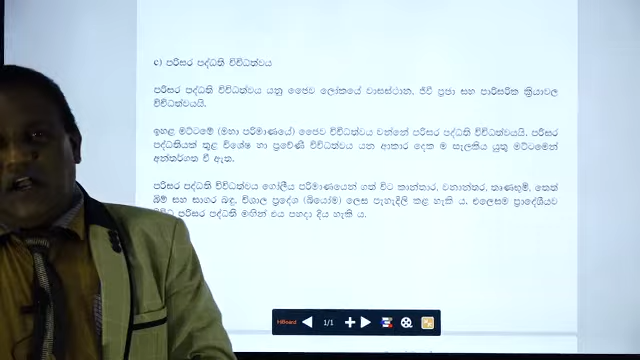 c) පරිසර පද්ධති විවිධත්වය
පරිසර පද්ධති විවිධත්වය යනු ජෛව ලෝකයේ වාසස්ථාන, ජීවී ප්‍රජා සහ පාරිසරික ක්‍රියාවල
විවිධත්වයයි.
ඉහළ මට්ටමේ (මහා පරිමාණයේ) ජෛව විවිධත්වය වන්නේ පරිසර පද්ධති විවිධත්වයයි. පරිසර
පද්ධතියක් තුළ විශේෂ හා ප්‍රවේණි විවිධත්වය යන ආකාර දෙක ම සැලකිය යුතු මට්ටමෙන්
අන්තර්ගත වී ඇත.
පරිසර පද්ධති විවිධත්වය ගෝලීය පරිමාණයෙන් ගත් විට කාන්තාර, වනාන්තර, තෘණභූමි, තෙත්
බිම් සහ සාගර බඳු, විශාල ප්‍රදේශ (බියෝම) ලෙස පැහැදිලි කළ හැකි ය. එලෙසම ප්‍රාදේශීයව
පරිසර පද්ධති මඟින් එය පහදා දිය හැකි ය.
HiBoard 1/1